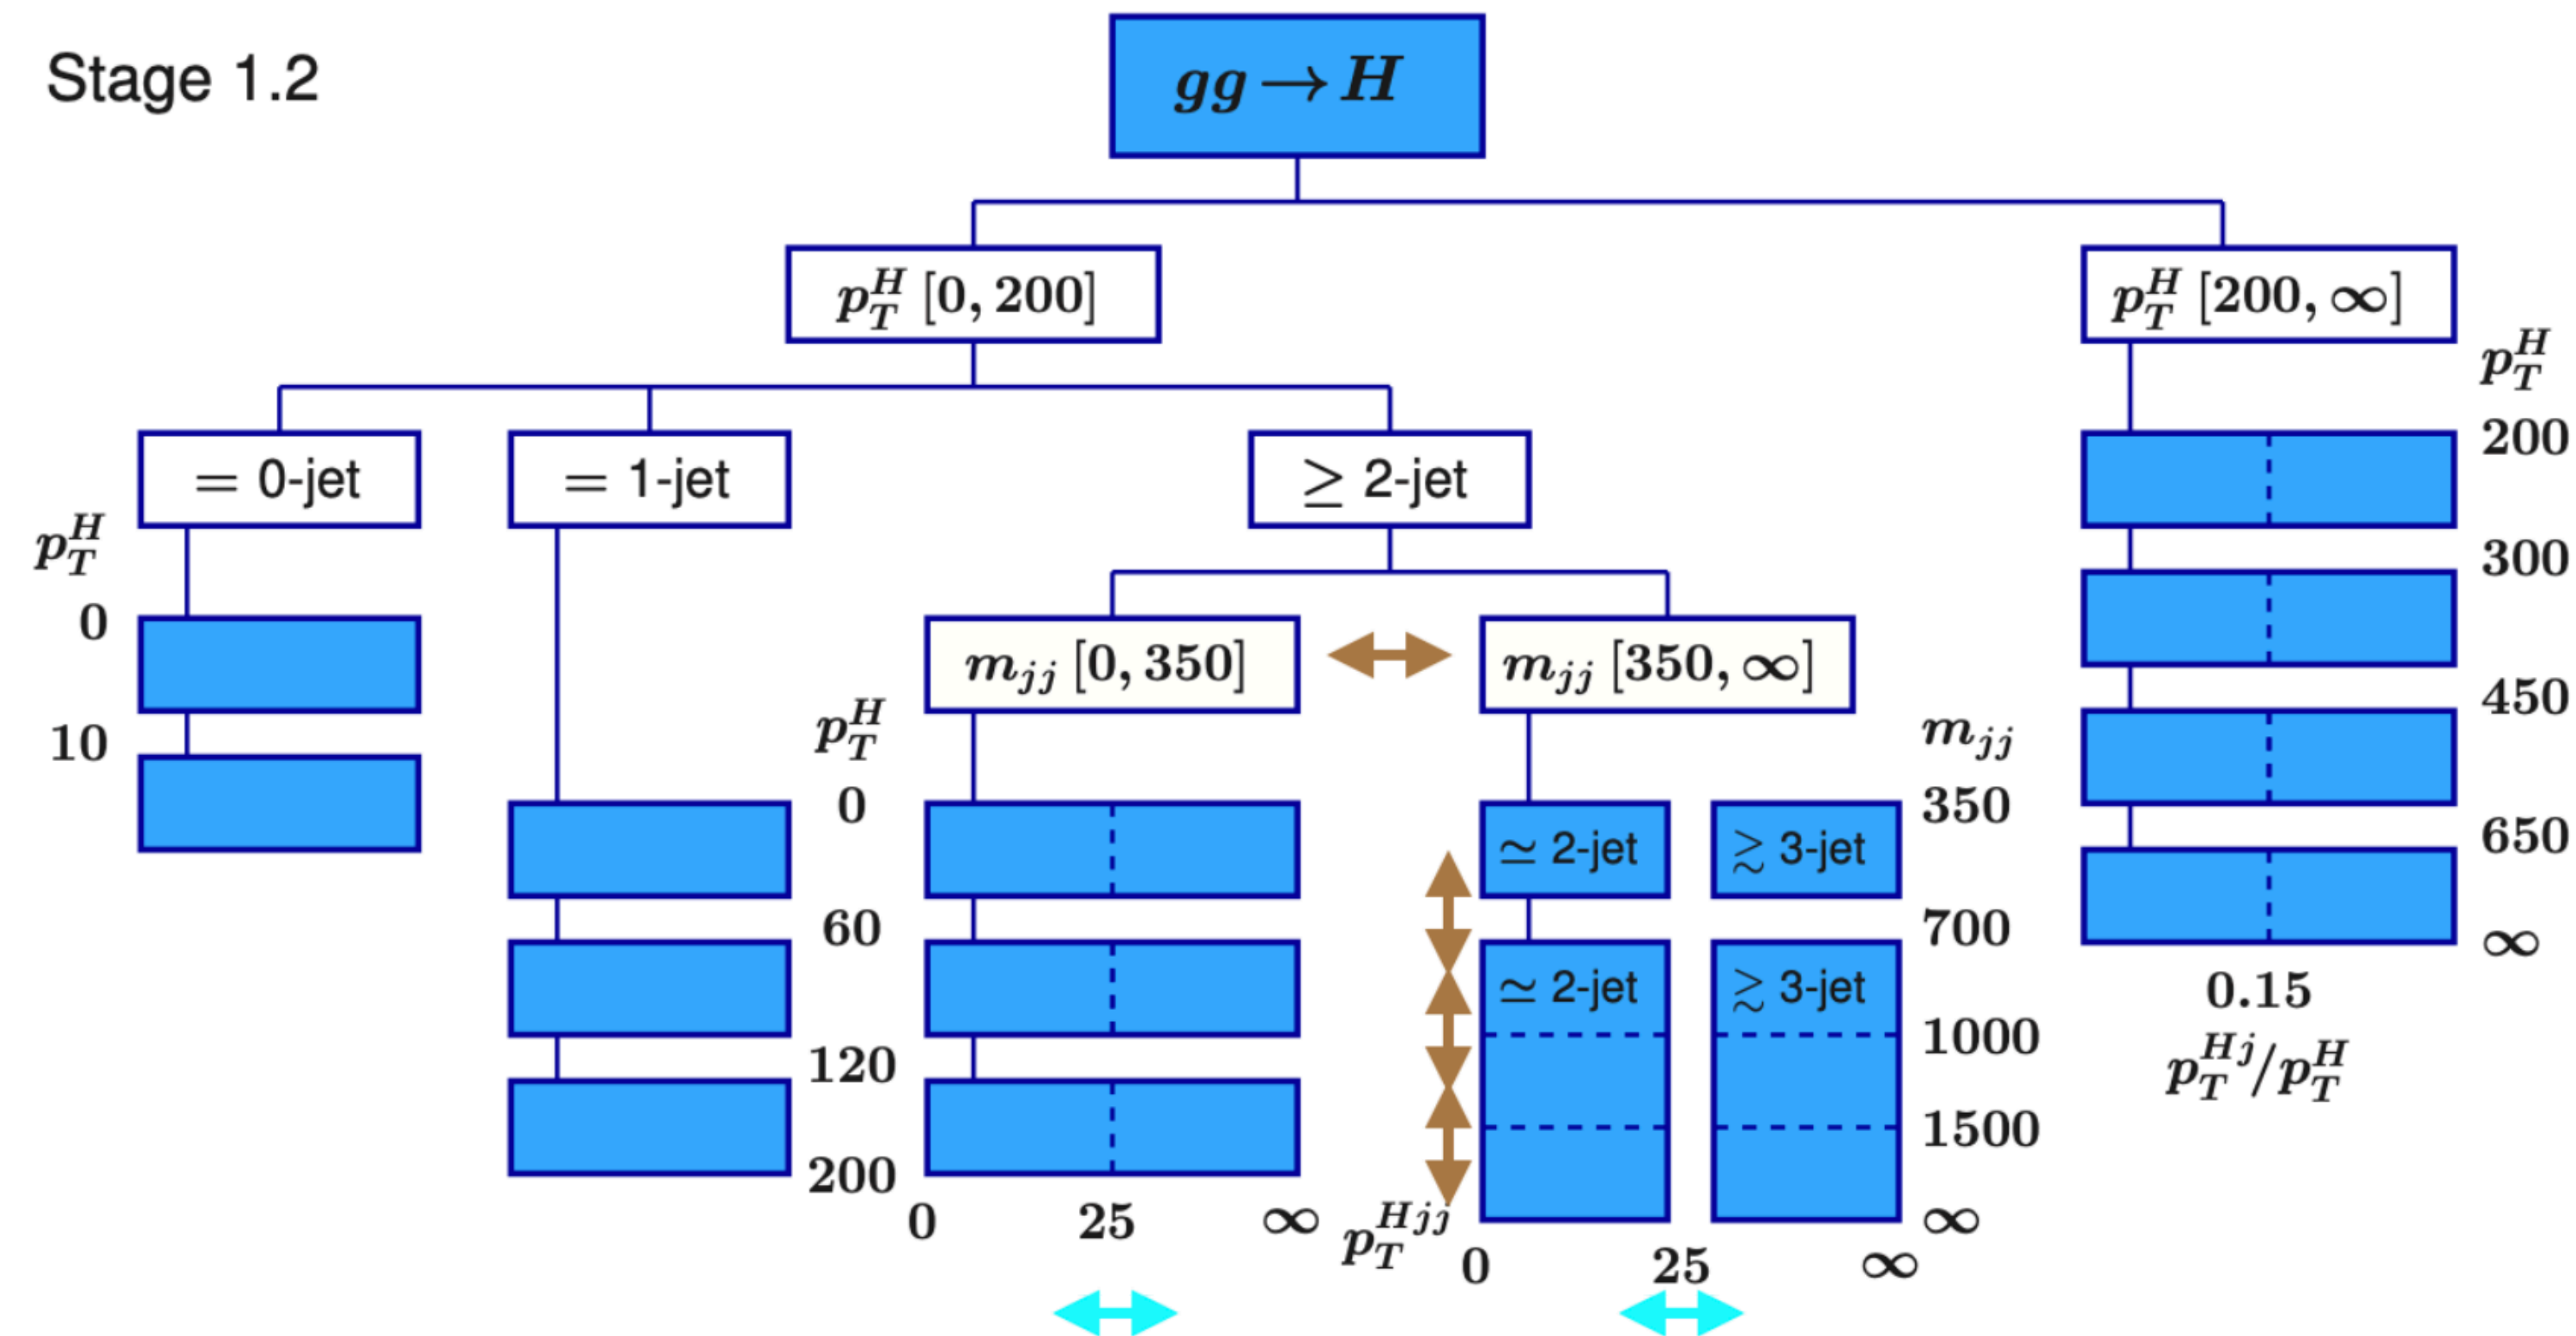 Stage 1.2
gg → H
p_T^H [0, 200]
p_T^H [200, ∞]
= 0-jet
= 1-jet
≥ 2-jet
p_T^H
0
10
m_jj [0, 350]
m_jj [350, ∞]
p_T^H
0
60
120
200
0 25 ∞
p_T^Hjj
≃ 2-jet
≳ 3-jet
≃ 2-jet
≳ 3-jet
m_jj
350
700
1000
1500
∞
0 25 ∞
p_T^H
200
300
450
650
∞
0.15
p_T^Hj/p_T^H